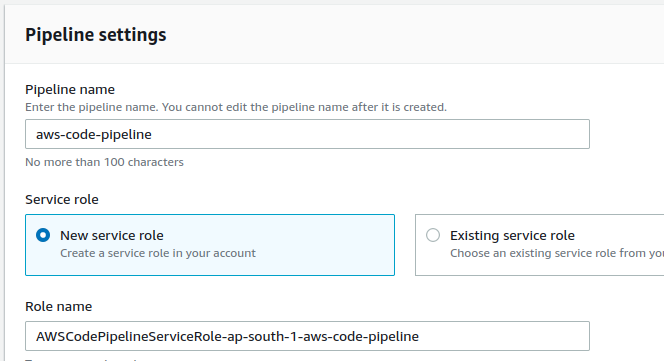 Pipeline settings
Pipeline name
Enter the pipeline name. You cannot edit the pipeline name after it is created.
aws-code-pipeline
No more than 100 characters
Service role
New service role
Create a service role in your account
Existing service role
Choose an existing service role from
Role name
AWSCodePipelineServiceRole-ap-south-1-aws-code-pipeline